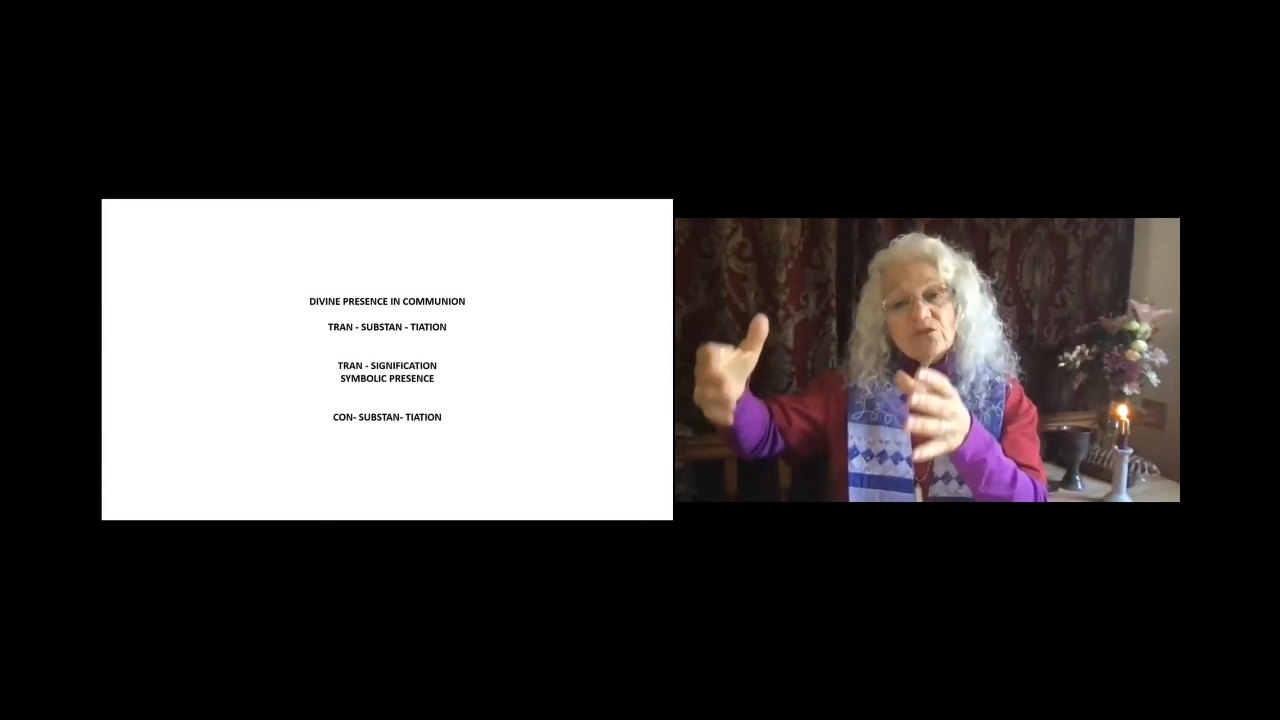 DIVINE PRESENCE IN COMMUNION
TRAN - SUBSTAN - TIATION
TRAN - SIGNIFICATION
SYMBOLIC PRESENCE
CON- SUBSTAN- TIATION